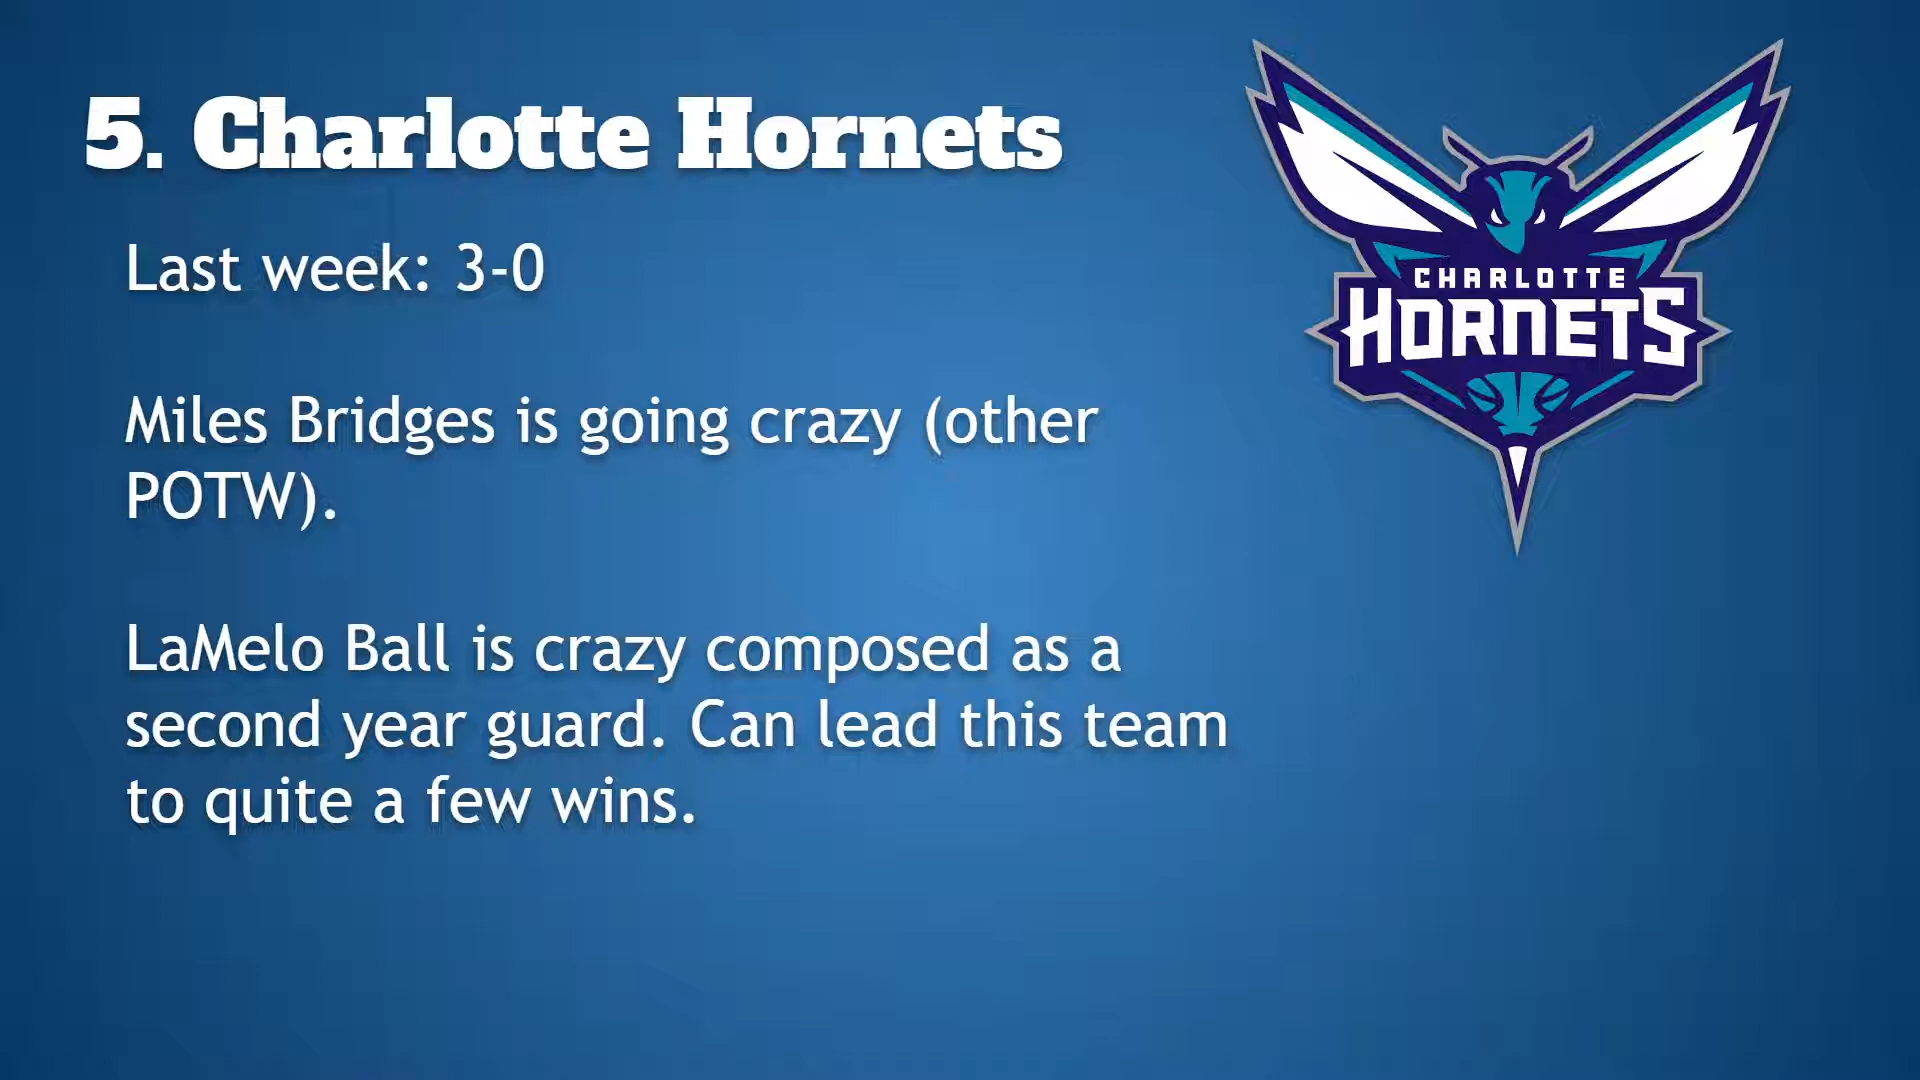 5. Charlotte Hornets
Last week: 3-0
Miles Bridges is going crazy (other
POTW).
LaMelo Ball is crazy composed as a
second year guard. Can lead this team
to quite a few wins.
CHARLOTTE
HORNETS